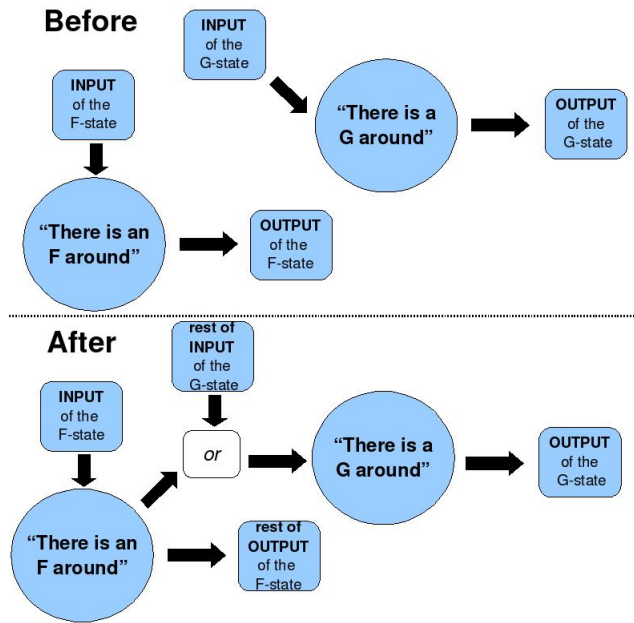 Before
INPUT
of the
G-state
INPUT
of the
F-state
“There is a
G around”
OUTPUT
of the
G-state
“There is an
F around”
OUTPUT
of the
F-state
After
rest of
INPUT
of the
G-state
INPUT
of the
F-state
or
“There is a
G around”
OUTPUT
of the
G-state
“There is an
F around”
rest of
OUTPUT
of the
F-state